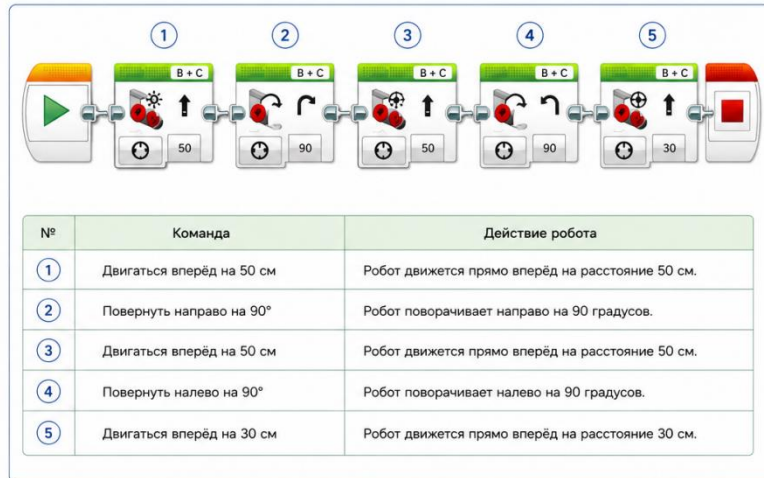 1 2 3 4 5
B + C B + C B + C B + C B + C
50 90 50 90 30
№ Команда Действие робота
1 Двигаться вперёд на 50 см Робот движется прямо вперёд на расстояние 50 см.
2 Повернуть направо на 90° Робот поворачивает направо на 90 градусов.
3 Двигаться вперёд на 50 см Робот движется прямо вперёд на расстояние 50 см.
4 Повернуть налево на 90° Робот поворачивает налево на 90 градусов.
5 Двигаться вперёд на 30 см Робот движется прямо вперёд на расстояние 30 см.